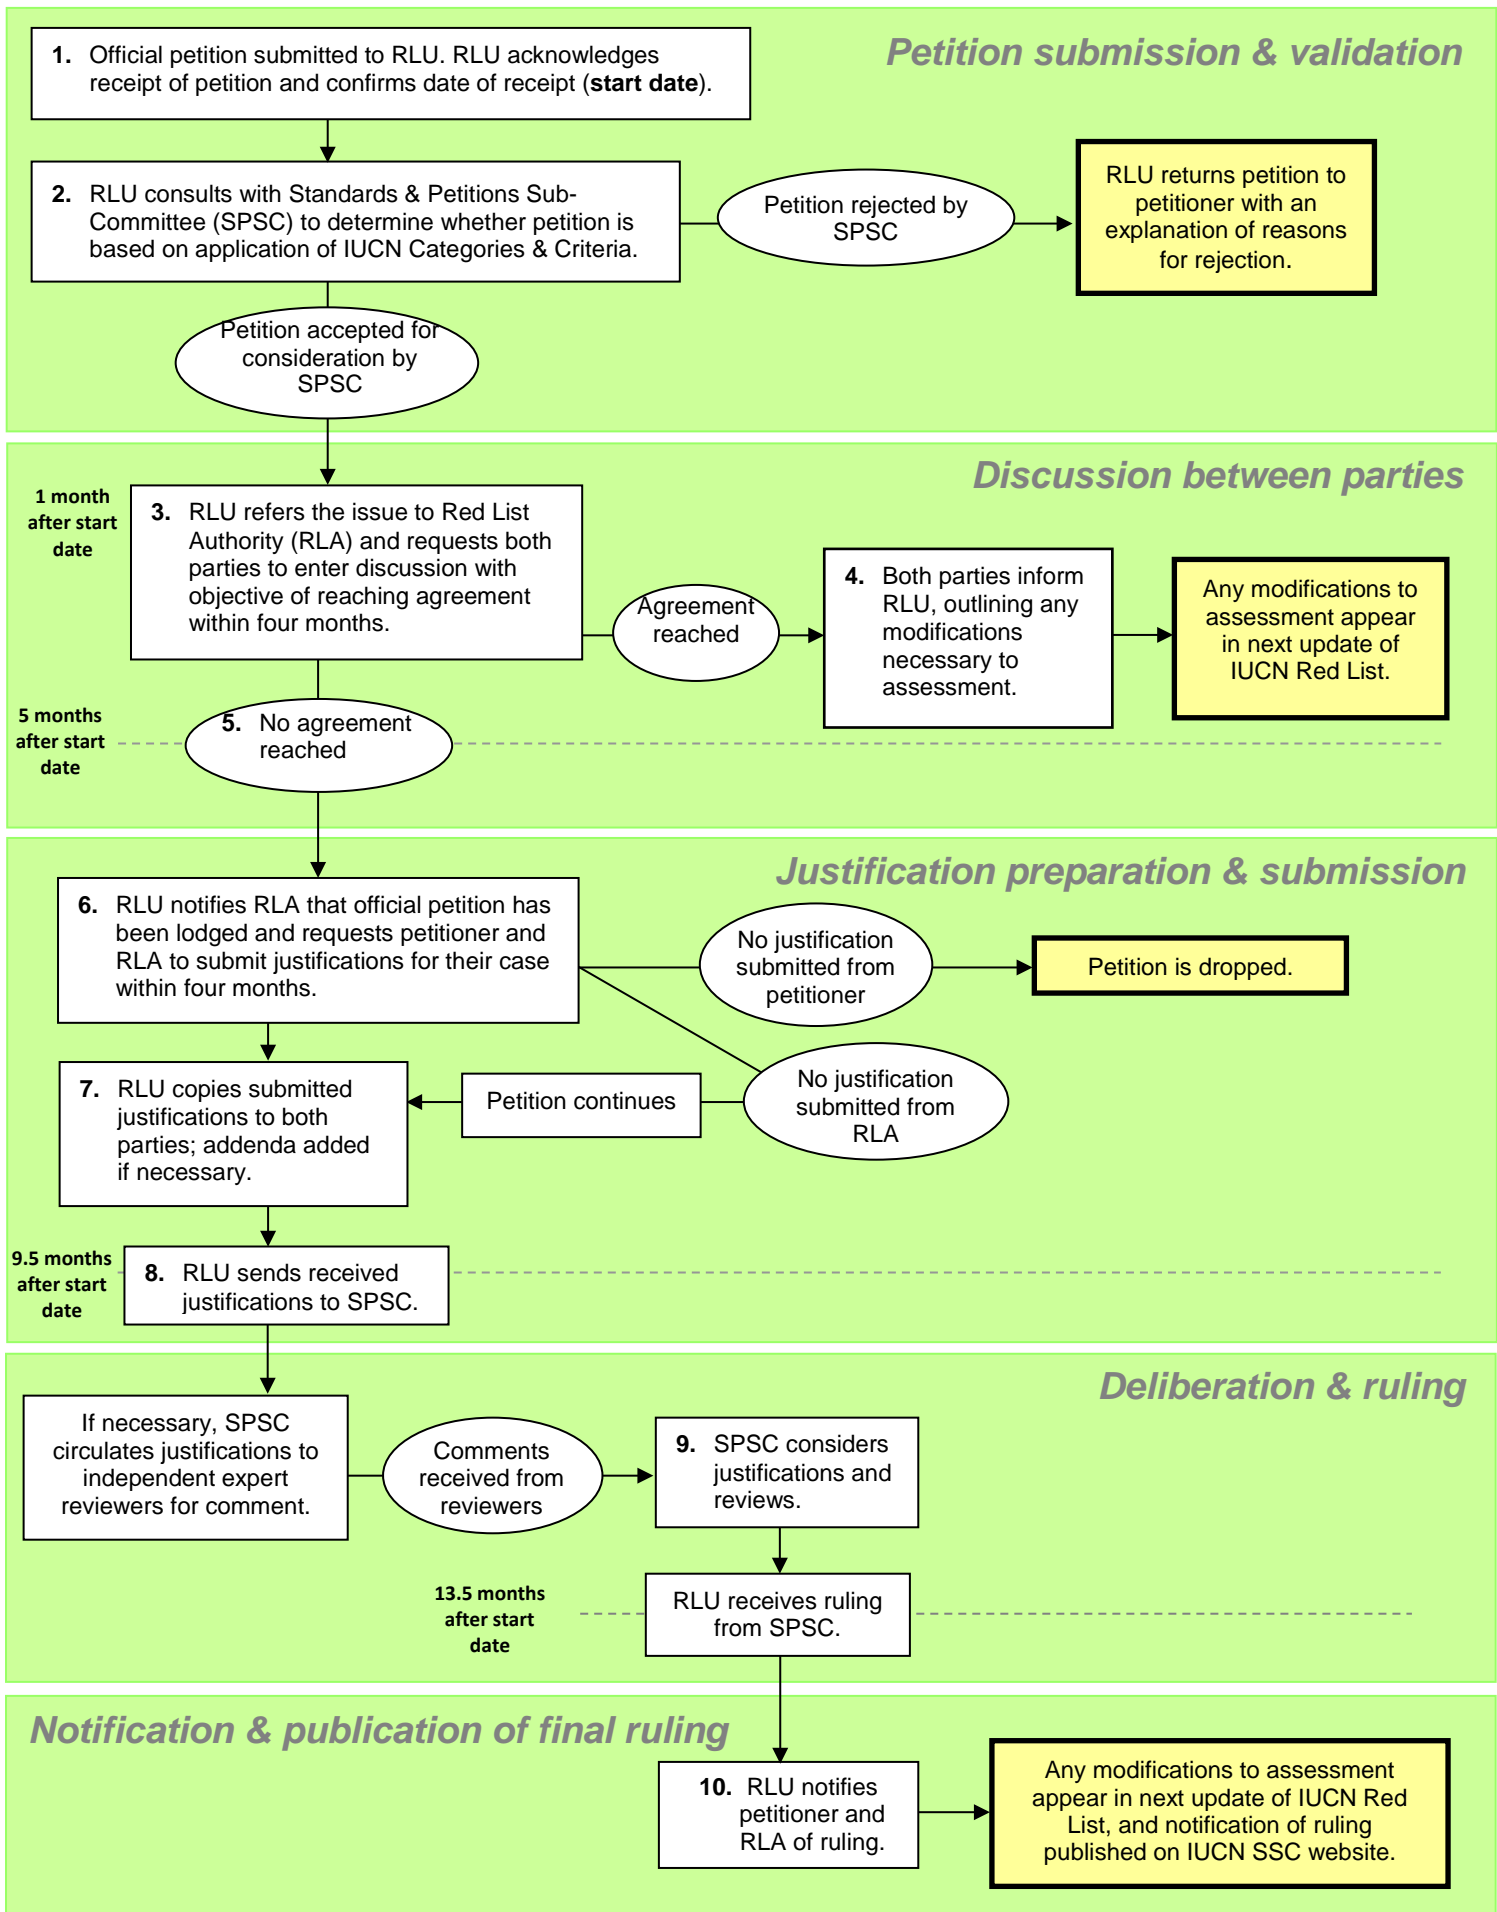 Petition submission & validation
1. Official petition submitted to RLU. RLU acknowledges
receipt of petition and confirms date of receipt (start date).
2. RLU consults with Standards & Petitions Sub-
Committee (SPSC) to determine whether petition is
based on application of IUCN Categories & Criteria.
Petition rejected by
SPSC
RLU returns petition to
petitioner with an
explanation of reasons
for rejection.
Petition accepted for
consideration by
SPSC
Discussion between parties
1 month
after start
date
3. RLU refers the issue to Red List
Authority (RLA) and requests both
parties to enter discussion with
objective of reaching agreement
within four months.
Agreement
reached
4. Both parties inform
RLU, outlining any
modifications
necessary to
assessment.
Any modifications to
assessment appear
in next update of
IUCN Red List.
5 months
after start
date
5. No agreement
reached
Justification preparation & submission
6. RLU notifies RLA that official petition has
been lodged and requests petitioner and
RLA to submit justifications for their case
within four months.
No justification
submitted from
petitioner
Petition is dropped.
7. RLU copies submitted
justifications to both
parties; addenda added
if necessary.
Petition continues
No justification
submitted from
RLA
9.5 months
after start
date
8. RLU sends received
justifications to SPSC.
Deliberation & ruling
If necessary, SPSC
circulates justifications to
independent expert
reviewers for comment.
Comments
received from
reviewers
9. SPSC considers
justifications and
reviews.
13.5 months
after start
date
RLU receives ruling
from SPSC.
Notification & publication of final ruling
10. RLU notifies
petitioner and
RLA of ruling.
Any modifications to assessment
appear in next update of IUCN Red
List, and notification of ruling
published on IUCN SSC website.